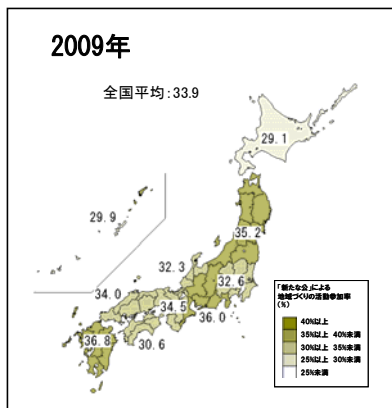 2009年
全国平均：33.9
29.1
29.9
35.2
32.3
32.6
34.0
34.5
36.0
36.8
30.6
「新たな公」による
地域づくりの活動参加率
(%)
40%以上
35%以上 40%未満
30%以上 35%未満
25%以上 30%未満
25%未満